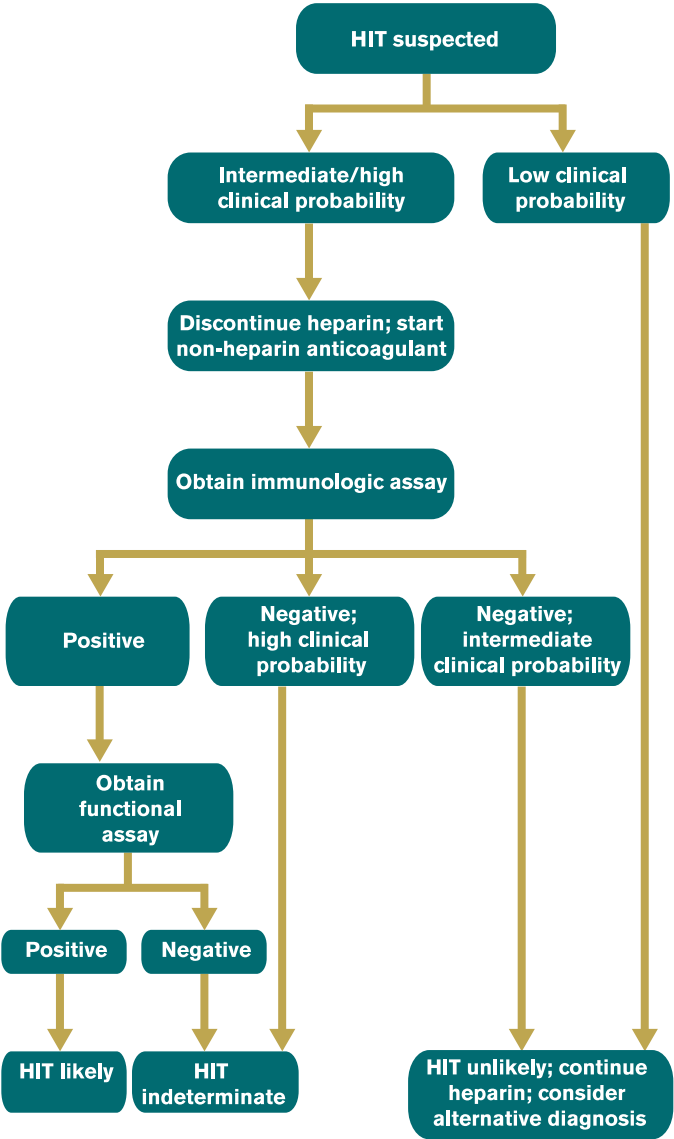 HIT suspected
Intermediate/high
clinical probability
Low clinical
probability
Discontinue heparin; start
non-heparin anticoagulant
Obtain immunologic assay
Positive
Negative;
high clinical
probability
Negative;
intermediate
clinical probability
Obtain
functional
assay
Positive
Negative
HIT likely
HIT
indeterminate
HIT unlikely; continue
heparin; consider
alternative diagnosis